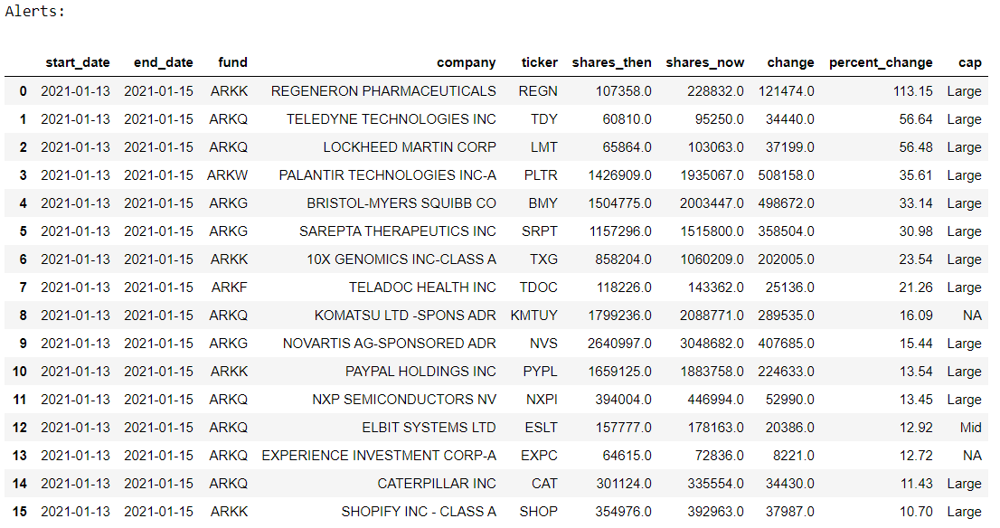 Alerts:
start_date end_date fund company ticker shares_then shares_now change percent_change cap
0 2021-01-13 2021-01-15 ARKK REGENERON PHARMACEUTICALS REGN 107358.0 228832.0 121474.0 113.15 Large
1 2021-01-13 2021-01-15 ARKQ TELEDYNE TECHNOLOGIES INC TDY 60810.0 95250.0 34440.0 56.64 Large
2 2021-01-13 2021-01-15 ARKQ LOCKHEED MARTIN CORP LMT 65864.0 103063.0 37199.0 56.48 Large
3 2021-01-13 2021-01-15 ARKW PALANTIR TECHNOLOGIES INC-A PLTR 1426909.0 1935067.0 508158.0 35.61 Large
4 2021-01-13 2021-01-15 ARKG BRISTOL-MYERS SQUIBB CO BMY 1504775.0 2003447.0 498672.0 33.14 Large
5 2021-01-13 2021-01-15 ARKG SAREPTA THERAPEUTICS INC SRPT 1157296.0 1515800.0 358504.0 30.98 Large
6 2021-01-13 2021-01-15 ARKK 10X GENOMICS INC-CLASS A TXG 858204.0 1060209.0 202005.0 23.54 Large
7 2021-01-13 2021-01-15 ARKF TELADOC HEALTH INC TDOC 118226.0 143362.0 25136.0 21.26 Large
8 2021-01-13 2021-01-15 ARKQ KOMATSU LTD -SPONS ADR KMTUY 1799236.0 2088771.0 289535.0 16.09 NA
9 2021-01-13 2021-01-15 ARKG NOVARTIS AG-SPONSORED ADR NVS 2640997.0 3048682.0 407685.0 15.44 Large
10 2021-01-13 2021-01-15 ARKK PAYPAL HOLDINGS INC PYPL 1659125.0 1883758.0 224633.0 13.54 Large
11 2021-01-13 2021-01-15 ARKQ NXP SEMICONDUCTORS NV NXPI 394004.0 446994.0 52990.0 13.45 Large
12 2021-01-13 2021-01-15 ARKQ ELBIT SYSTEMS LTD ESLT 157777.0 178163.0 20386.0 12.92 Mid
13 2021-01-13 2021-01-15 ARKQ EXPERIENCE INVESTMENT CORP-A EXPC 64615.0 72836.0 8221.0 12.72 NA
14 2021-01-13 2021-01-15 ARKQ CATERPILLAR INC CAT 301124.0 335554.0 34430.0 11.43 Large
15 2021-01-13 2021-01-15 ARKK SHOPIFY INC - CLASS A SHOP 354976.0 392963.0 37987.0 10.70 Large